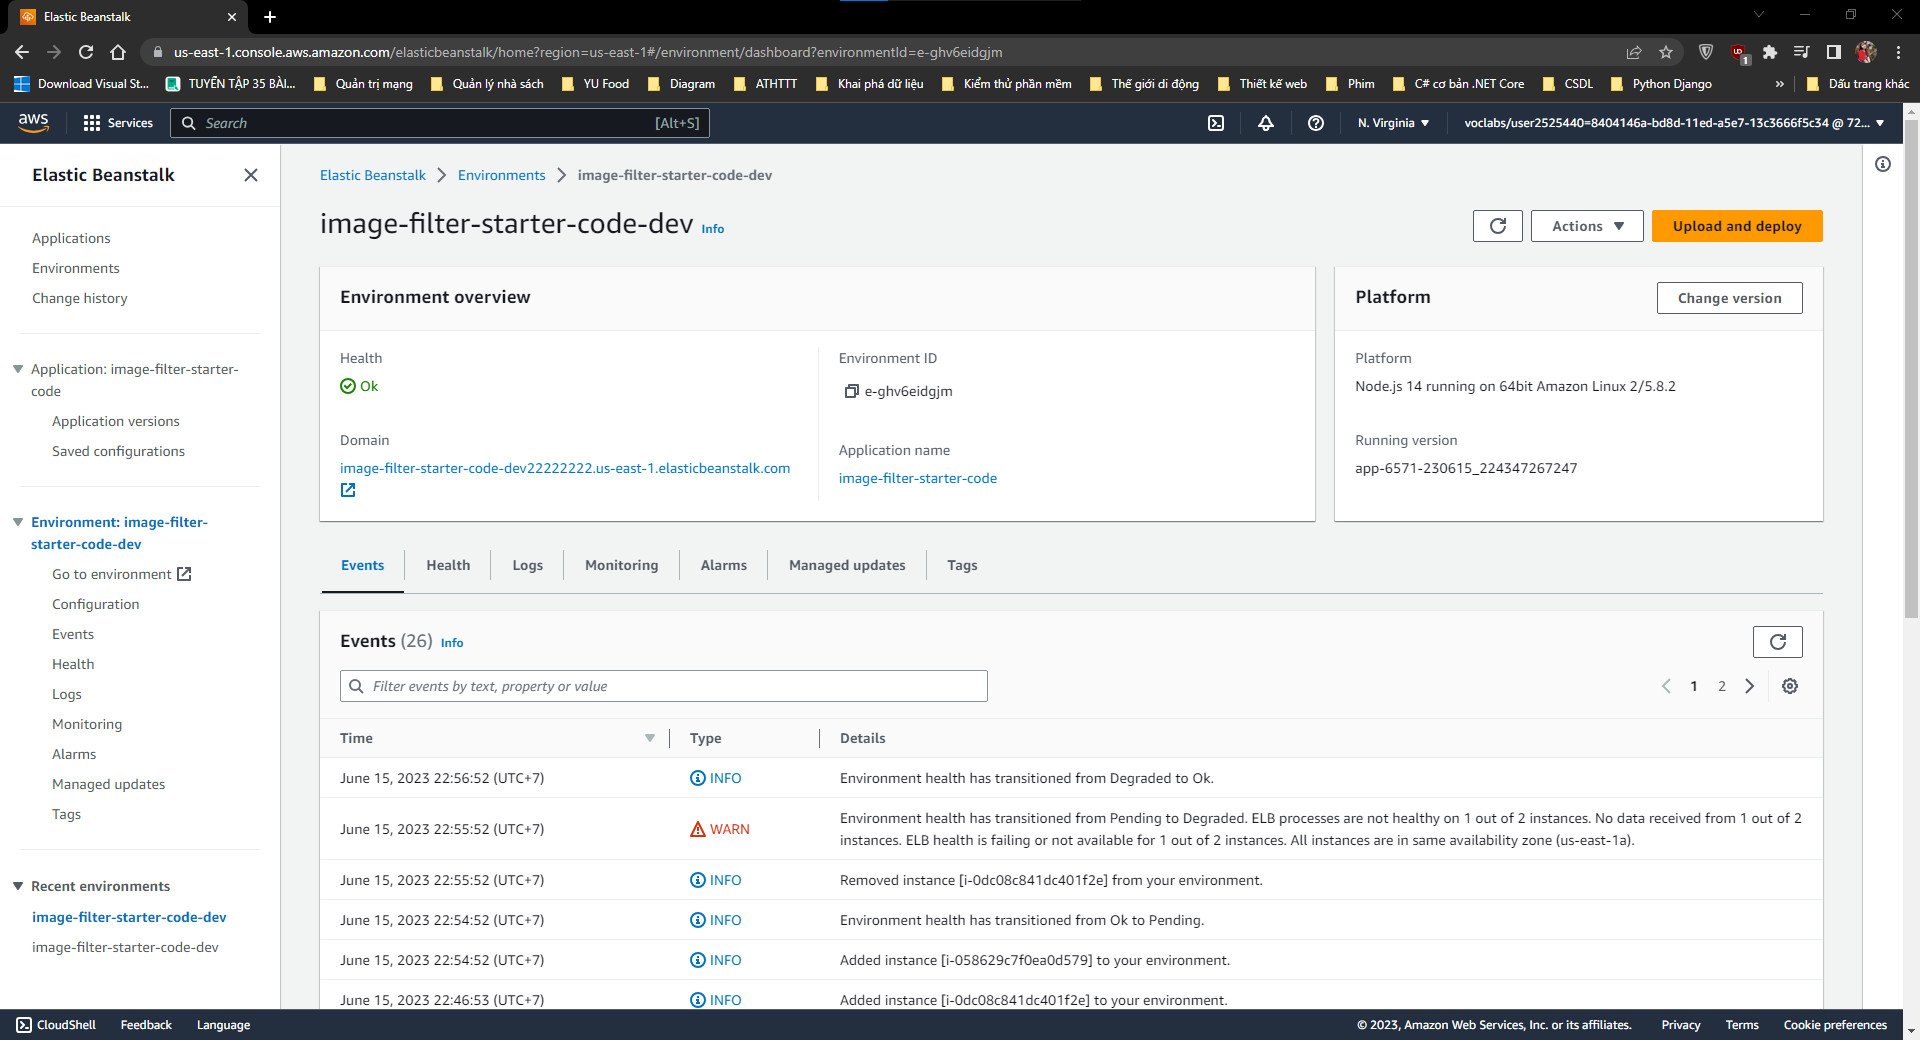 Elastic Beanstalk
us-east-1.console.aws.amazon.com/elasticbeanstalk/home?region=us-east-1#/environment/dashboard?environmentId=e-ghv6eidgjm
1
Download Visual St...
TUYỂN TẬP 35 BÀI...
Quản trị mạng
Quản lý nhà sách
YU Food
Diagram
ATHTTT
Khai phá dữ liệu
Kiểm thử phần mềm
Thế giới di động
Thiết kế web
Phim
C# cơ bản .NET Core
CSDL
Python Django
»
Dấu trang khác
aws
Services
Search
[Alt+S]
N. Virginia
voclabs/user2525440=8404146a-bd8d-11ed-a5e7-13c3666f5c34 @ 72...
Elastic Beanstalk
Applications
Environments
Change history
Application: image-filter-starter-
code
Application versions
Saved configurations
Environment: image-filter-
starter-code-dev
Go to environment
Configuration
Events
Health
Logs
Monitoring
Alarms
Managed updates
Tags
Recent environments
image-filter-starter-code-dev
image-filter-starter-code-dev
Elastic Beanstalk
Environments
image-filter-starter-code-dev
image-filter-starter-code-dev Info
Actions
Upload and deploy
Environment overview
Health
Ok
Domain
image-filter-starter-code-dev22222222.us-east-1.elasticbeanstalk.com
Environment ID
e-ghv6eidgjm
Application name
image-filter-starter-code
Platform
Change version
Platform
Node.js 14 running on 64bit Amazon Linux 2/5.8.2
Running version
app-6571-230615_224347267247
Events
Health
Logs
Monitoring
Alarms
Managed updates
Tags
Events (26) Info
Filter events by text, property or value
1 2
Time Type Details
June 15, 2023 22:56:52 (UTC+7) INFO Environment health has transitioned from Degraded to Ok.
June 15, 2023 22:55:52 (UTC+7) WARN Environment health has transitioned from Pending to Degraded. ELB processes are not healthy on 1 out of 2 instances. No data received from 1 out of 2
instances. ELB health is failing or not available for 1 out of 2 instances. All instances are in same availability zone (us-east-1a).
June 15, 2023 22:55:52 (UTC+7) INFO Removed instance [i-0dc08c841dc401f2e] from your environment.
June 15, 2023 22:54:52 (UTC+7) INFO Environment health has transitioned from Ok to Pending.
June 15, 2023 22:54:52 (UTC+7) INFO Added instance [i-058629c7f0ea0d579] to your environment.
June 15, 2023 22:46:53 (UTC+7) INFO Added instance [i-0dc08c841dc401f2e] to your environment.
CloudShell
Feedback
Language
© 2023, Amazon Web Services, Inc. or its affiliates.
Privacy
Terms
Cookie preferences